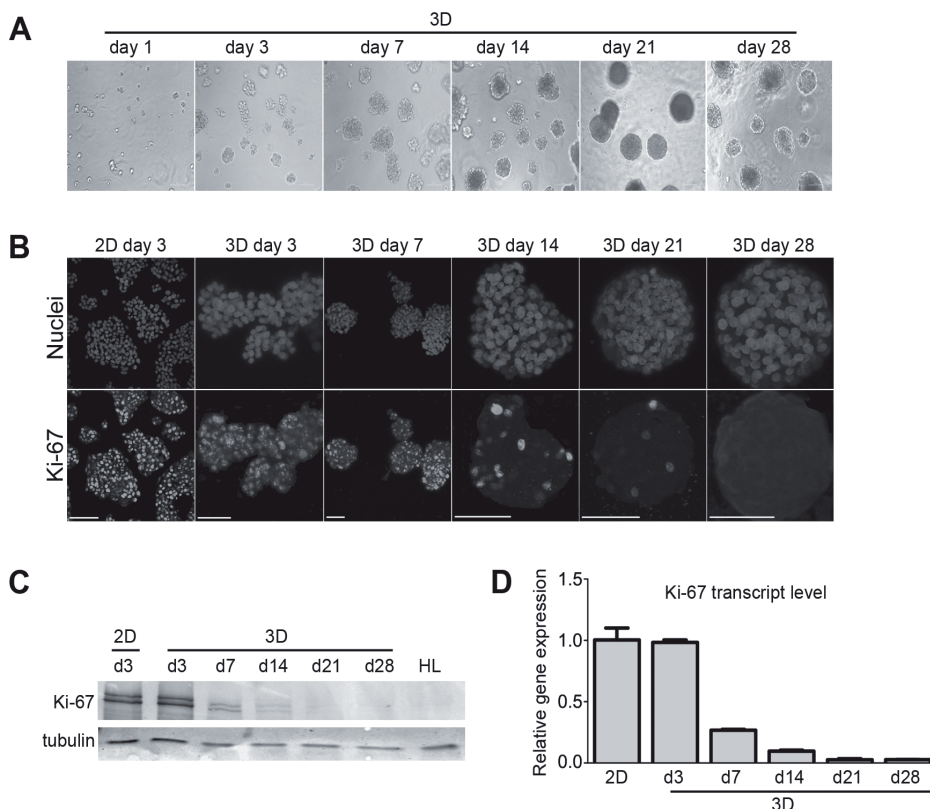 A
3D
day 1 day 3 day 7 day 14 day 21 day 28
B
2D day 3 3D day 3 3D day 7 3D day 14 3D day 21 3D day 28
Nuclei
Ki-67
C
2D 3D
d3 d3 d7 d14 d21 d28 HL
Ki-67
tubulin
D
Ki-67 transcript level
Relative gene expression
1.5
1.0
0.5
0.0
2D d3 d7 d14 d21 d28
3D